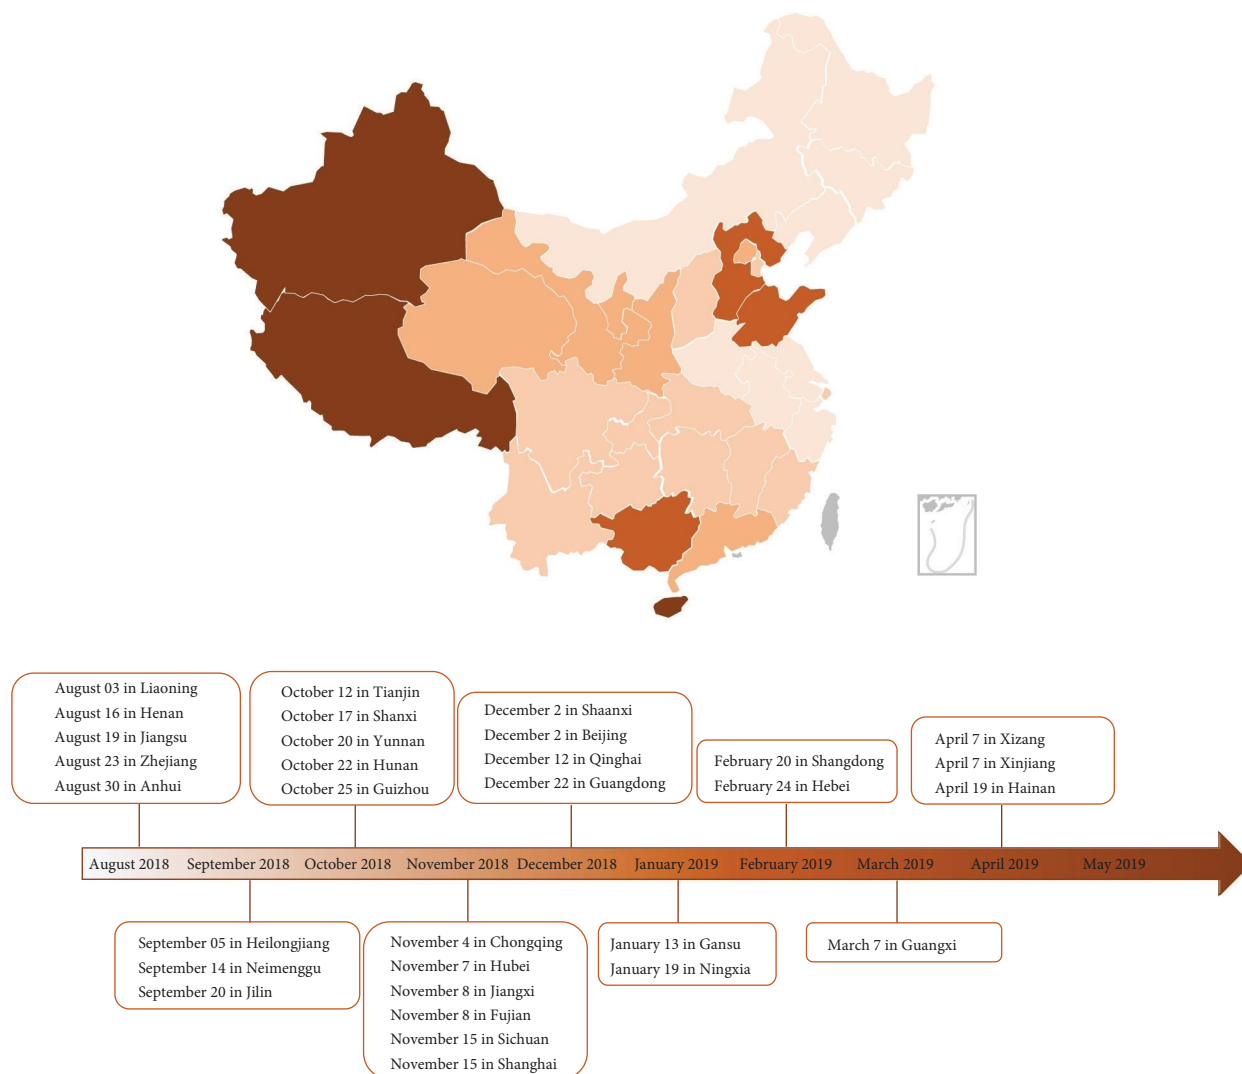 August 03 in Liaoning
August 16 in Henan
August 19 in Jiangsu
August 23 in Zhejiang
August 30 in Anhui
October 12 in Tianjin
October 17 in Shanxi
October 20 in Yunnan
October 22 in Hunan
October 25 in Guizhou
December 2 in Shaanxi
December 2 in Beijing
December 12 in Qinghai
December 22 in Guangdong
February 20 in Shangdong
February 24 in Hebei
April 7 in Xizang
April 7 in Xinjiang
April 19 in Hainan
August 2018 September 2018 October 2018 November 2018 December 2018 January 2019 February 2019 March 2019 April 2019 May 2019
September 05 in Heilongjiang
September 14 in Neimenggu
September 20 in Jilin
November 4 in Chongqing
November 7 in Hubei
November 8 in Jiangxi
November 8 in Fujian
November 15 in Sichuan
November 15 in Shanghai
January 13 in Gansu
January 19 in Ningxia
March 7 in Guangxi